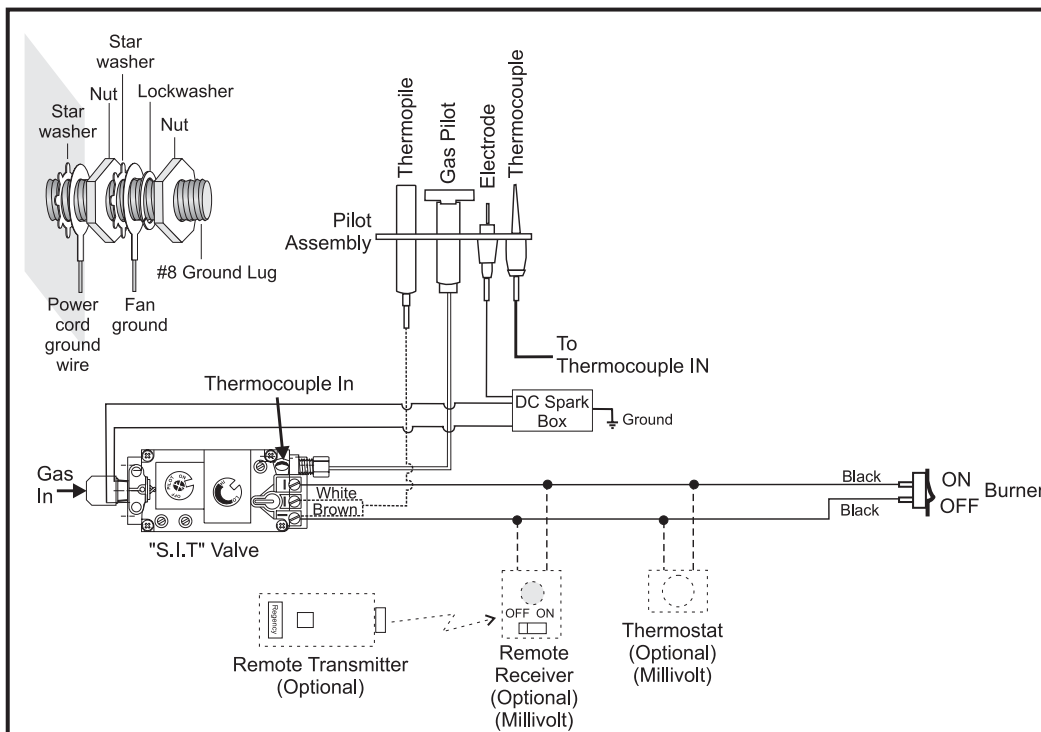 Star
washer
Nut
Lockwasher
Star
washer
Nut
#8 Ground Lug
Power
cord
ground
wire
Fan
ground
Thermopile
Gas Pilot
Electrode
Thermocouple
Pilot
Assembly
To
Thermocouple IN
Thermocouple In
DC Spark
Box
Ground
Gas
In
White
Brown
"S.I.T" Valve
Black
Black
ON
OFF
Burner
Regency
Remote Transmitter
(Optional)
OFF ON
Remote
Receiver
(Optional)
(Millivolt)
Thermostat
(Optional)
(Millivolt)